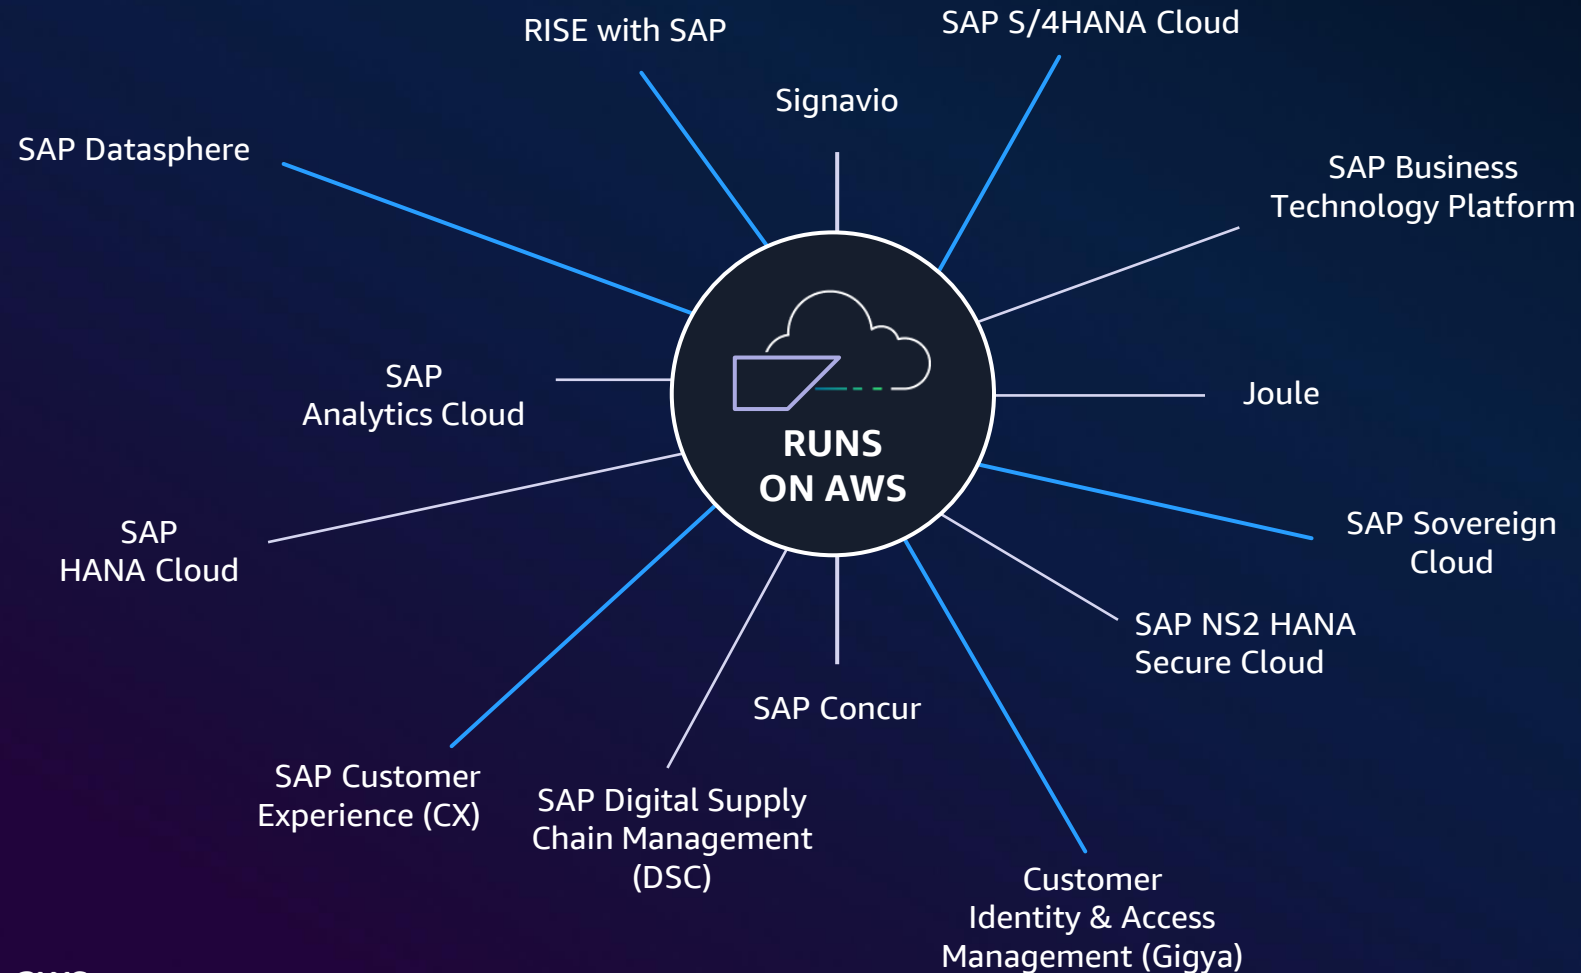 RISE with SAP
SAP S/4HANA Cloud
Signavio
SAP Datasphere
SAP Business
Technology Platform
SAP
Analytics Cloud
RUNS
ON AWS
Joule
SAP
HANA Cloud
SAP Sovereign
Cloud
SAP NS2 HANA
Secure Cloud
SAP Concur
SAP Customer
Experience (CX)
SAP Digital Supply
Chain Management
(DSC)
Customer
Identity & Access
Management (Gigya)
aws